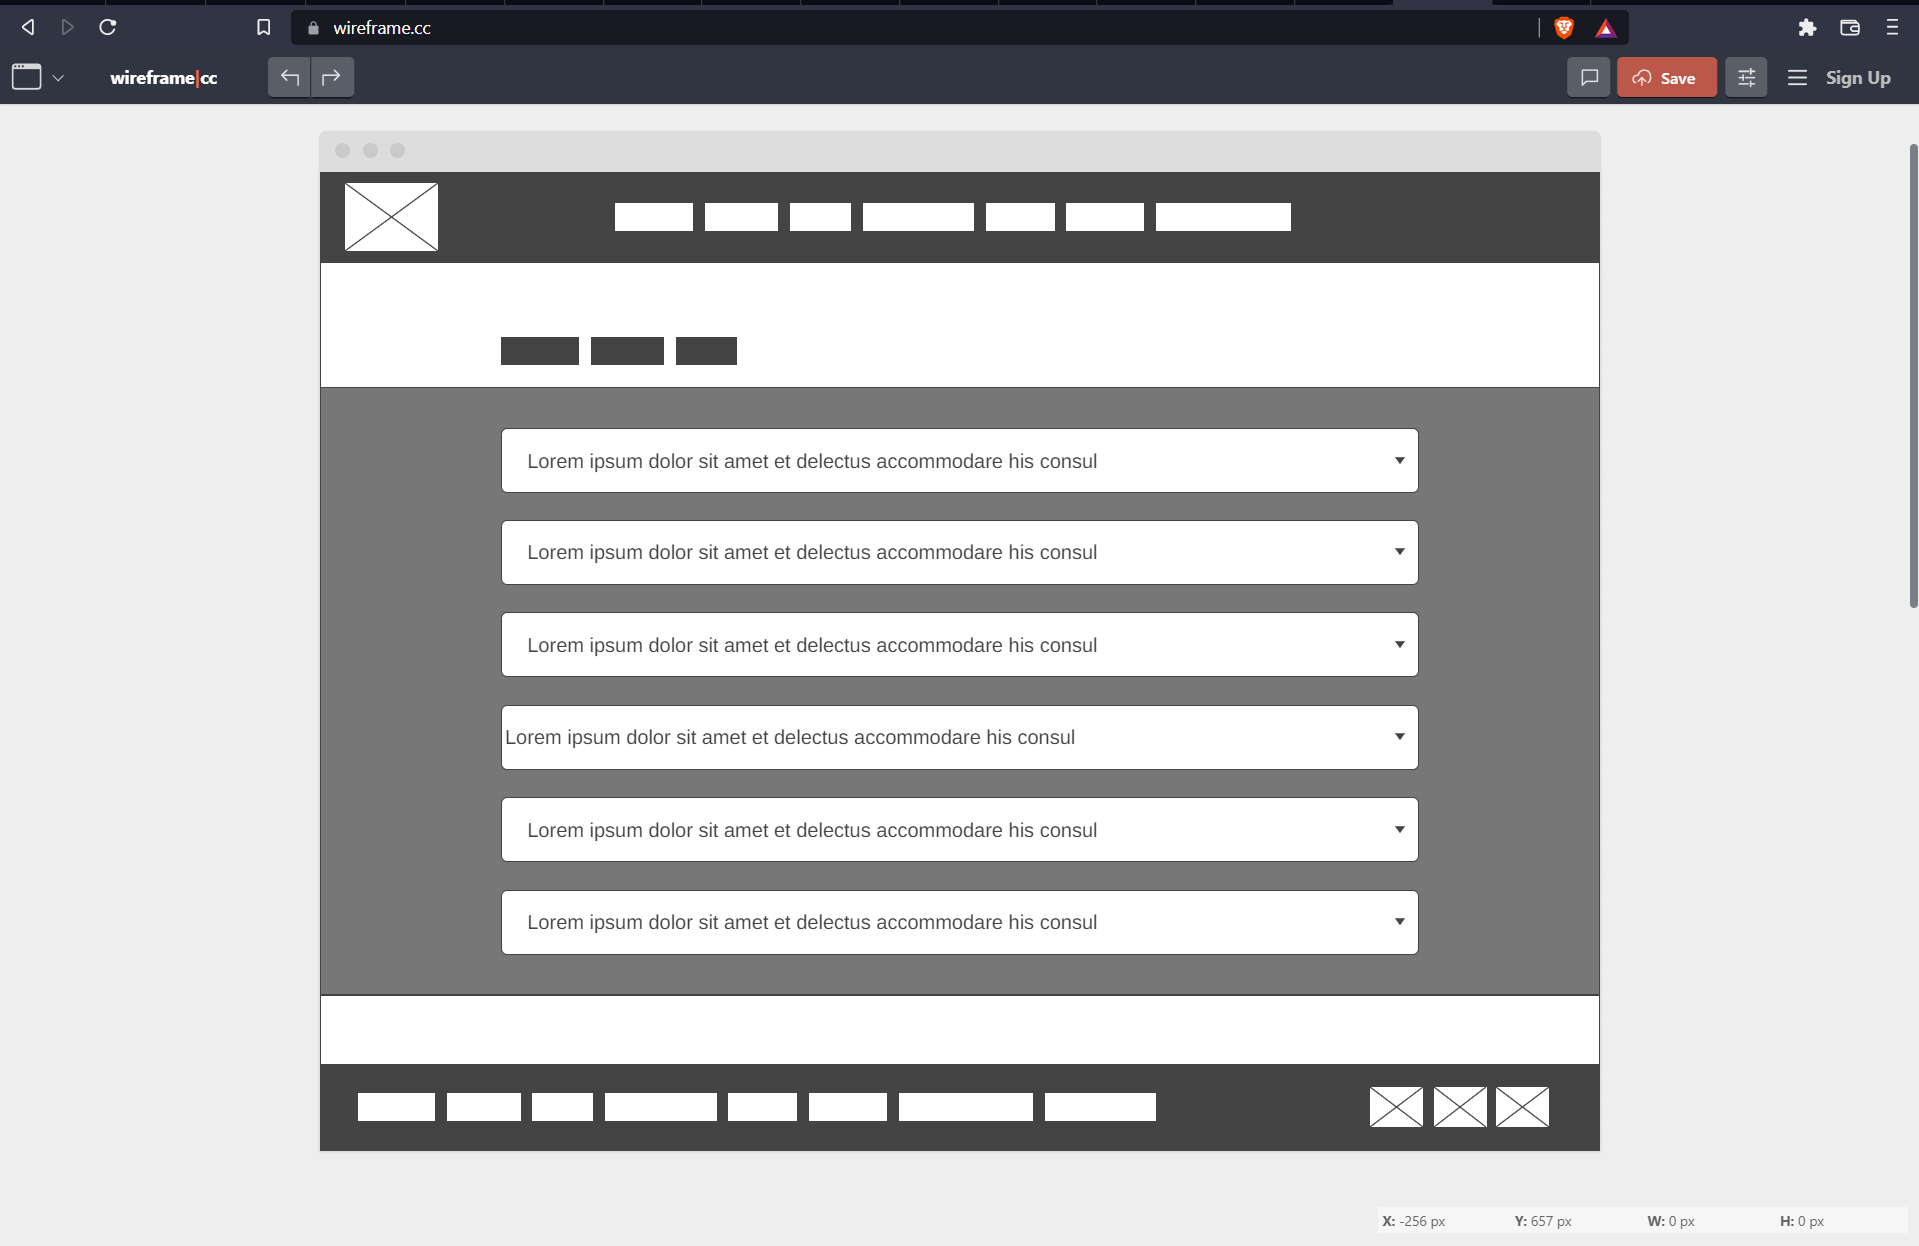 wireframe.cc
wireframe|cc
Save
Sign Up
Lorem ipsum dolor sit amet et delectus accommodare his consul
Lorem ipsum dolor sit amet et delectus accommodare his consul
Lorem ipsum dolor sit amet et delectus accommodare his consul
Lorem ipsum dolor sit amet et delectus accommodare his consul
Lorem ipsum dolor sit amet et delectus accommodare his consul
Lorem ipsum dolor sit amet et delectus accommodare his consul
X: -256 px Y: 657 px W: 0 px H: 0 px